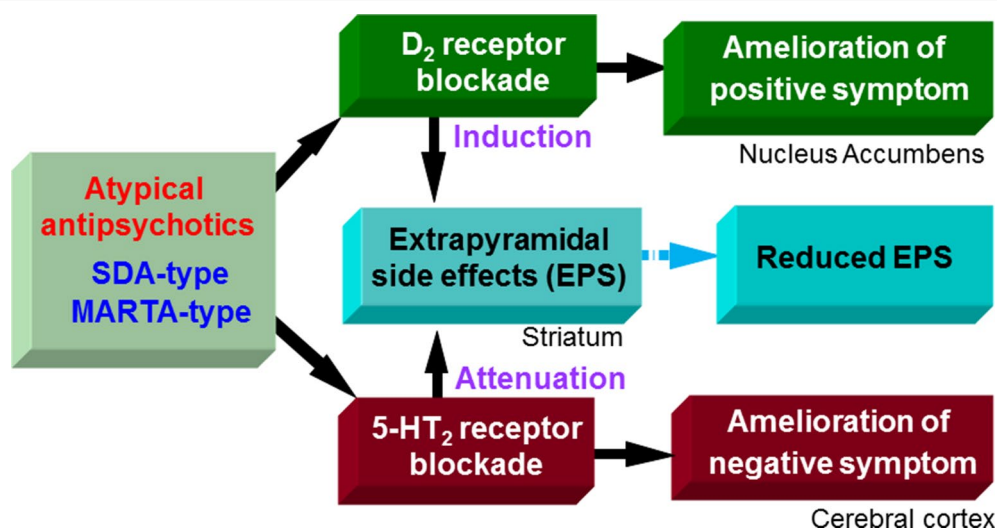 D₂ receptor
blockade
Amelioration of
positive symptom
Nucleus Accumbens
Induction
Atypical
antipsychotics
SDA-type
MARTA-type
Extrapyramidal
side effects (EPS)
Striatum
Reduced EPS
Attenuation
5-HT₂ receptor
blockade
Amelioration of
negative symptom
Cerebral cortex